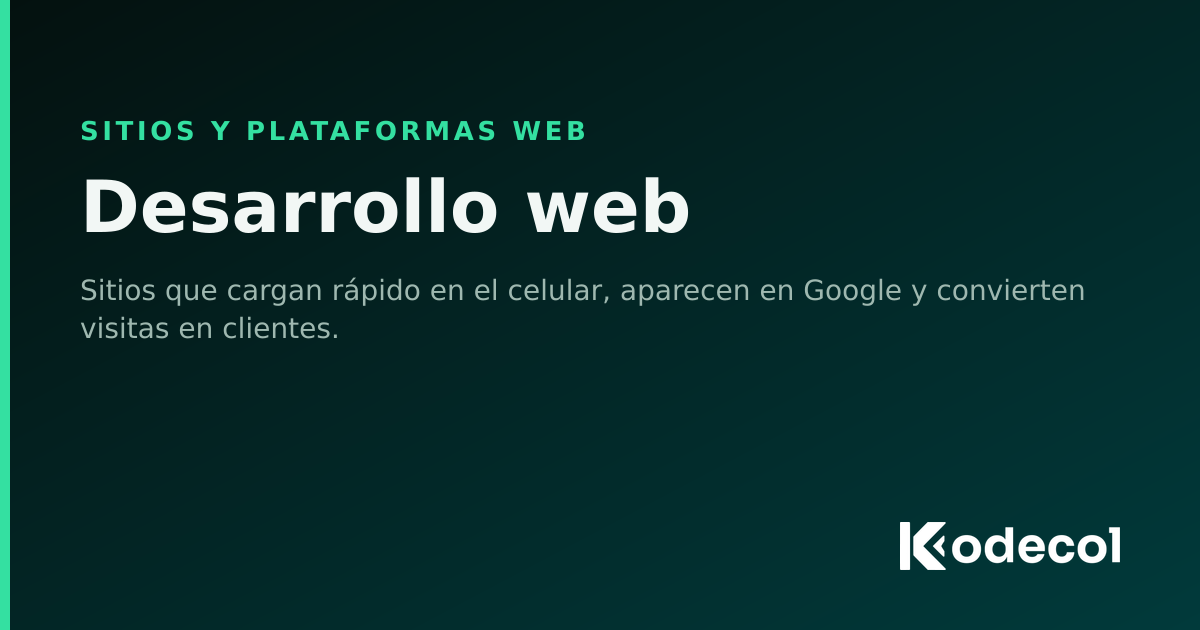 SITIOS Y PLATAFORMAS WEB
Desarrollo web
Sitios que cargan rápido en el celular, aparecen en Google y convierten
visitas en clientes.
Kodecol